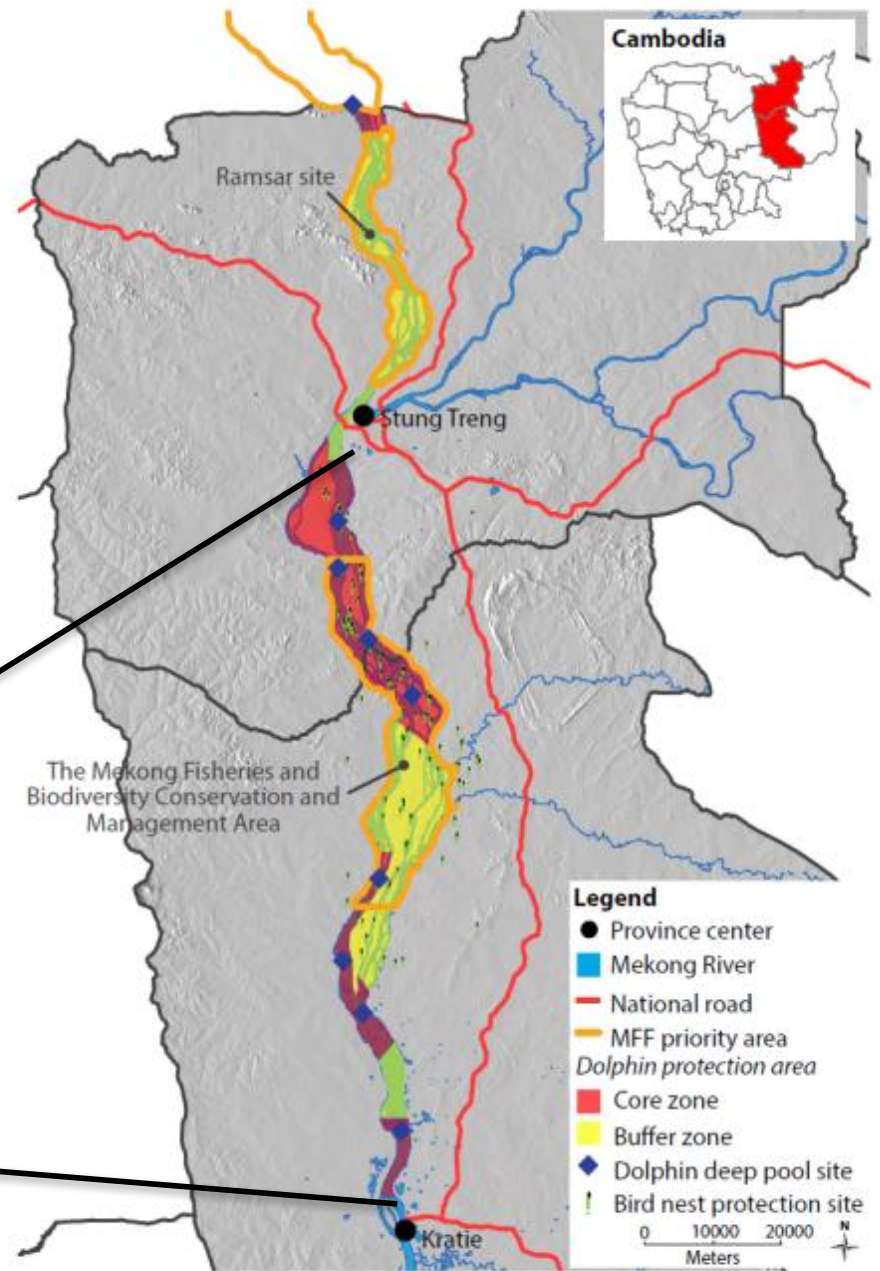 Cambodia
Ramsar site
Stung Treng
The Mekong Fisheries and
Biodiversity Conservation and
Management Area
Legend
Province center
Mekong River
National road
MFF priority area
Dolphin protection area
Core zone
Buffer zone
Dolphin deep pool site
Bird nest protection site
0 10000 20000
N
Meters
Kratie